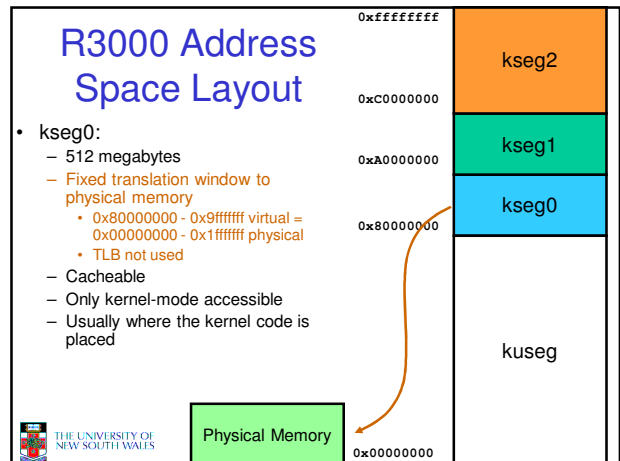 R3000 Address
Space Layout
• kseg0:
– 512 megabytes
– Fixed translation window to
physical memory
• 0x80000000 - 0x9fffffff virtual =
0x00000000 - 0x1fffffff physical
• TLB not used
– Cacheable
– Only kernel-mode accessible
– Usually where the kernel code is
placed
0xffffffff
kseg2
0xC0000000
kseg1
0xA0000000
kseg0
0x80000000
kuseg
Physical Memory
0x00000000
THE UNIVERSITY OF
NEW SOUTH WALES